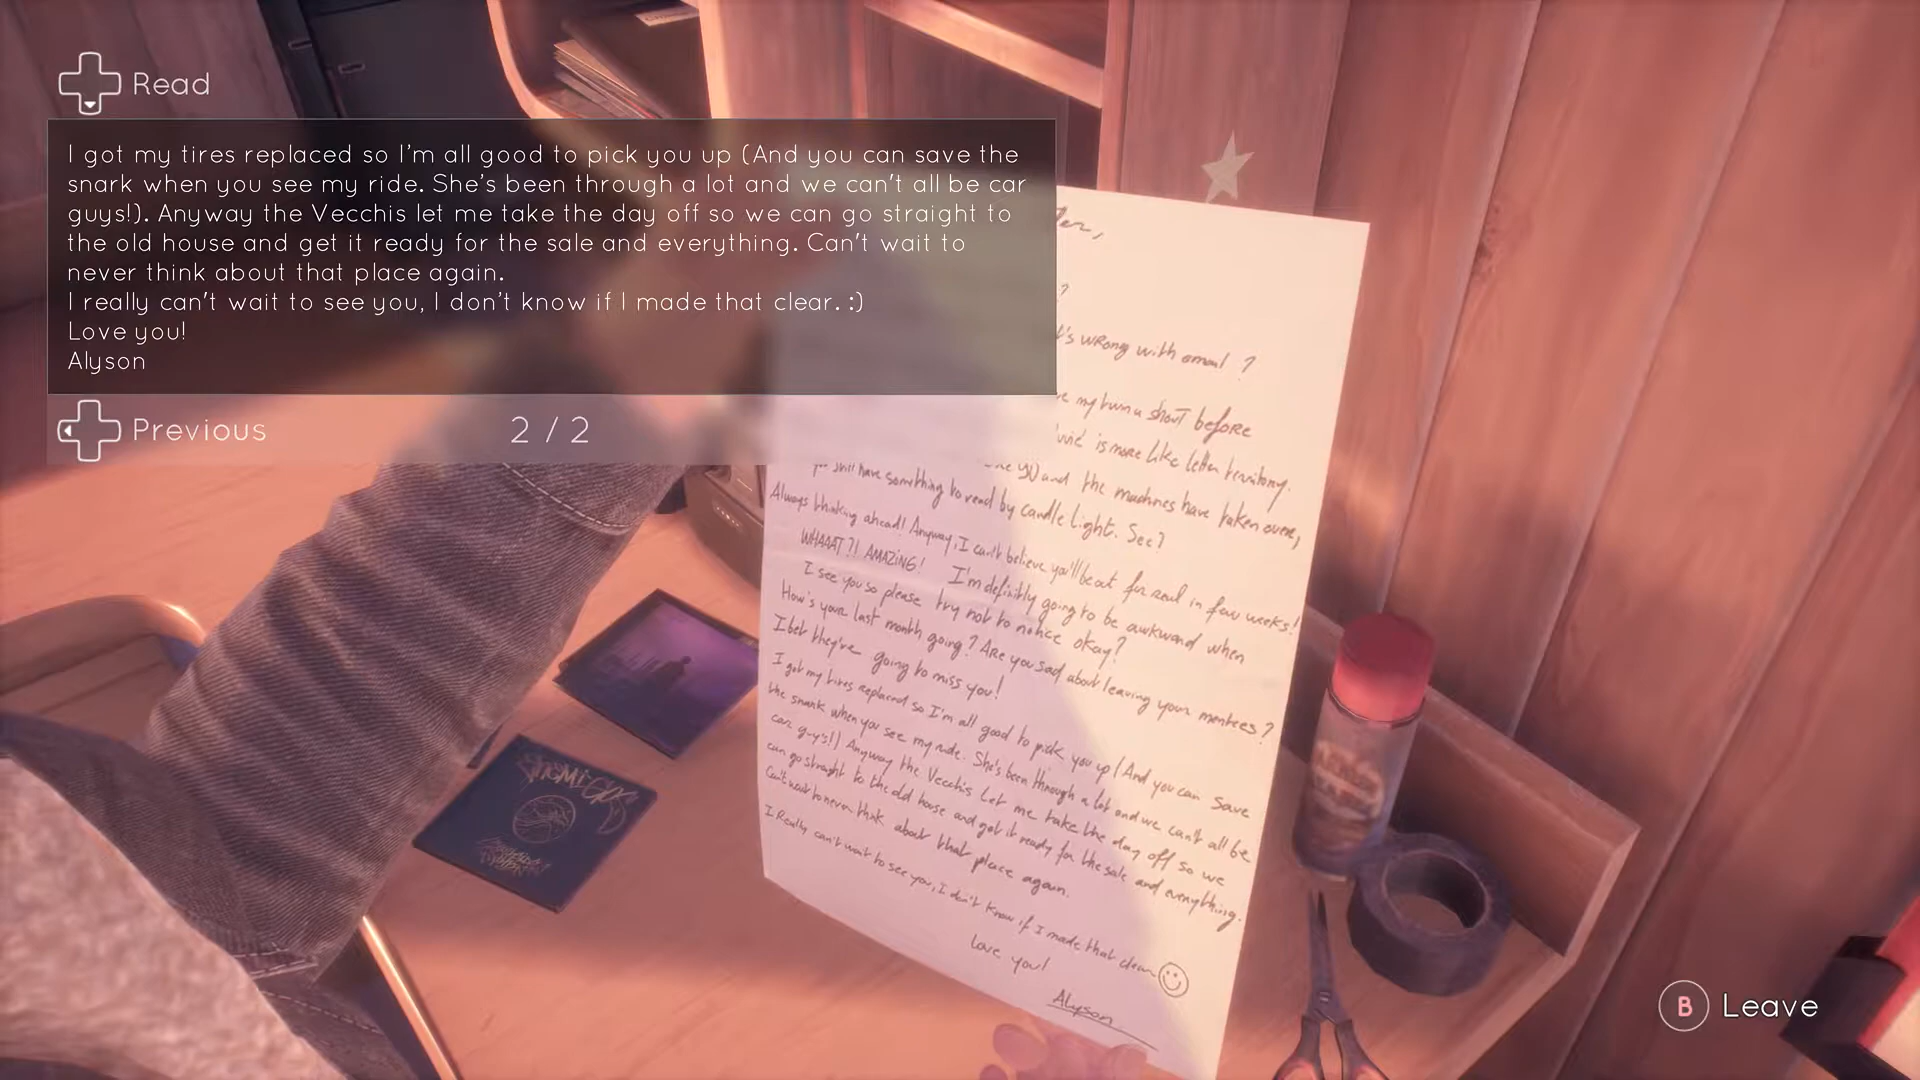 Read
I got my tires replaced so I'm all good to pick you up (And you can save the
snark when you see my ride. She's been through a lot and we can't all be car
guys!). Anyway the Vecchis let me take the day off so we can go straight to
the old house and get it ready for the sale and everything. Can't wait to
never think about that place again.
I really can't wait to see you, I don't know if I made that clear. :)
Love you!
Alyson
Previous
2 / 2
?
wrong with email ?
my turn to shout before
is more like letter territory.
and the machines have taken over,
still have something to read by candle light. See?
Always thinking ahead! Anyway, I can't believe you'll be out for real in few weeks!
WHAAAT?! AMAZING! I'm definitly going to be awkward when
I see you so please try not to notice okay?
How's your last month going? Are you sad about leaving your mentees?
I bet they're going to miss you!
I got my tires replaced so I'm all good to pick you up (And you can save
the snark when you see my ride. She's been through a lot and we can't all be
car guys!) Anyway the Vecchis let me take the day off so we
can go straight to the old house and get it ready for the sale and everything.
Can't wait to never think about that place again.
I Really can't wait to see you, I don't know if I made that clear
Love you!
Alyson
B Leave